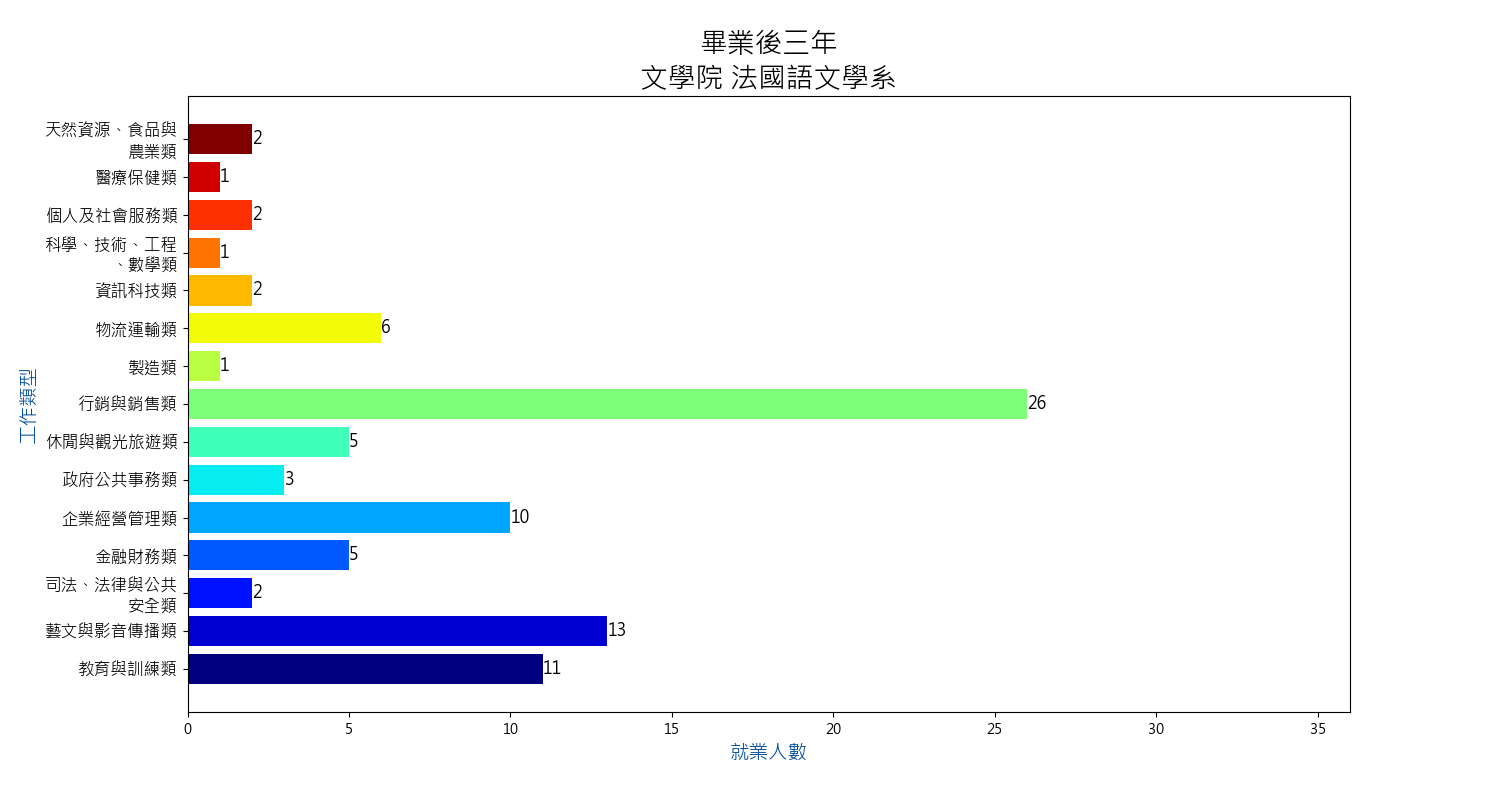 畢業後三年
文學院 法國語文學系
天然資源、食品與
農業類
2
醫療保健類
1
個人及社會服務類
2
科學、技術、工程
、數學類
1
資訊科技類
2
物流運輸類
6
製造類
1
行銷與銷售類
26
休閒與觀光旅遊類
5
政府公共事務類
3
企業經營管理類
10
金融財務類
5
司法、法律與公共
安全類
2
藝文與影音傳播類
13
教育與訓練類
11
工作類型
0 5 10 15 20 25 30 35
就業人數